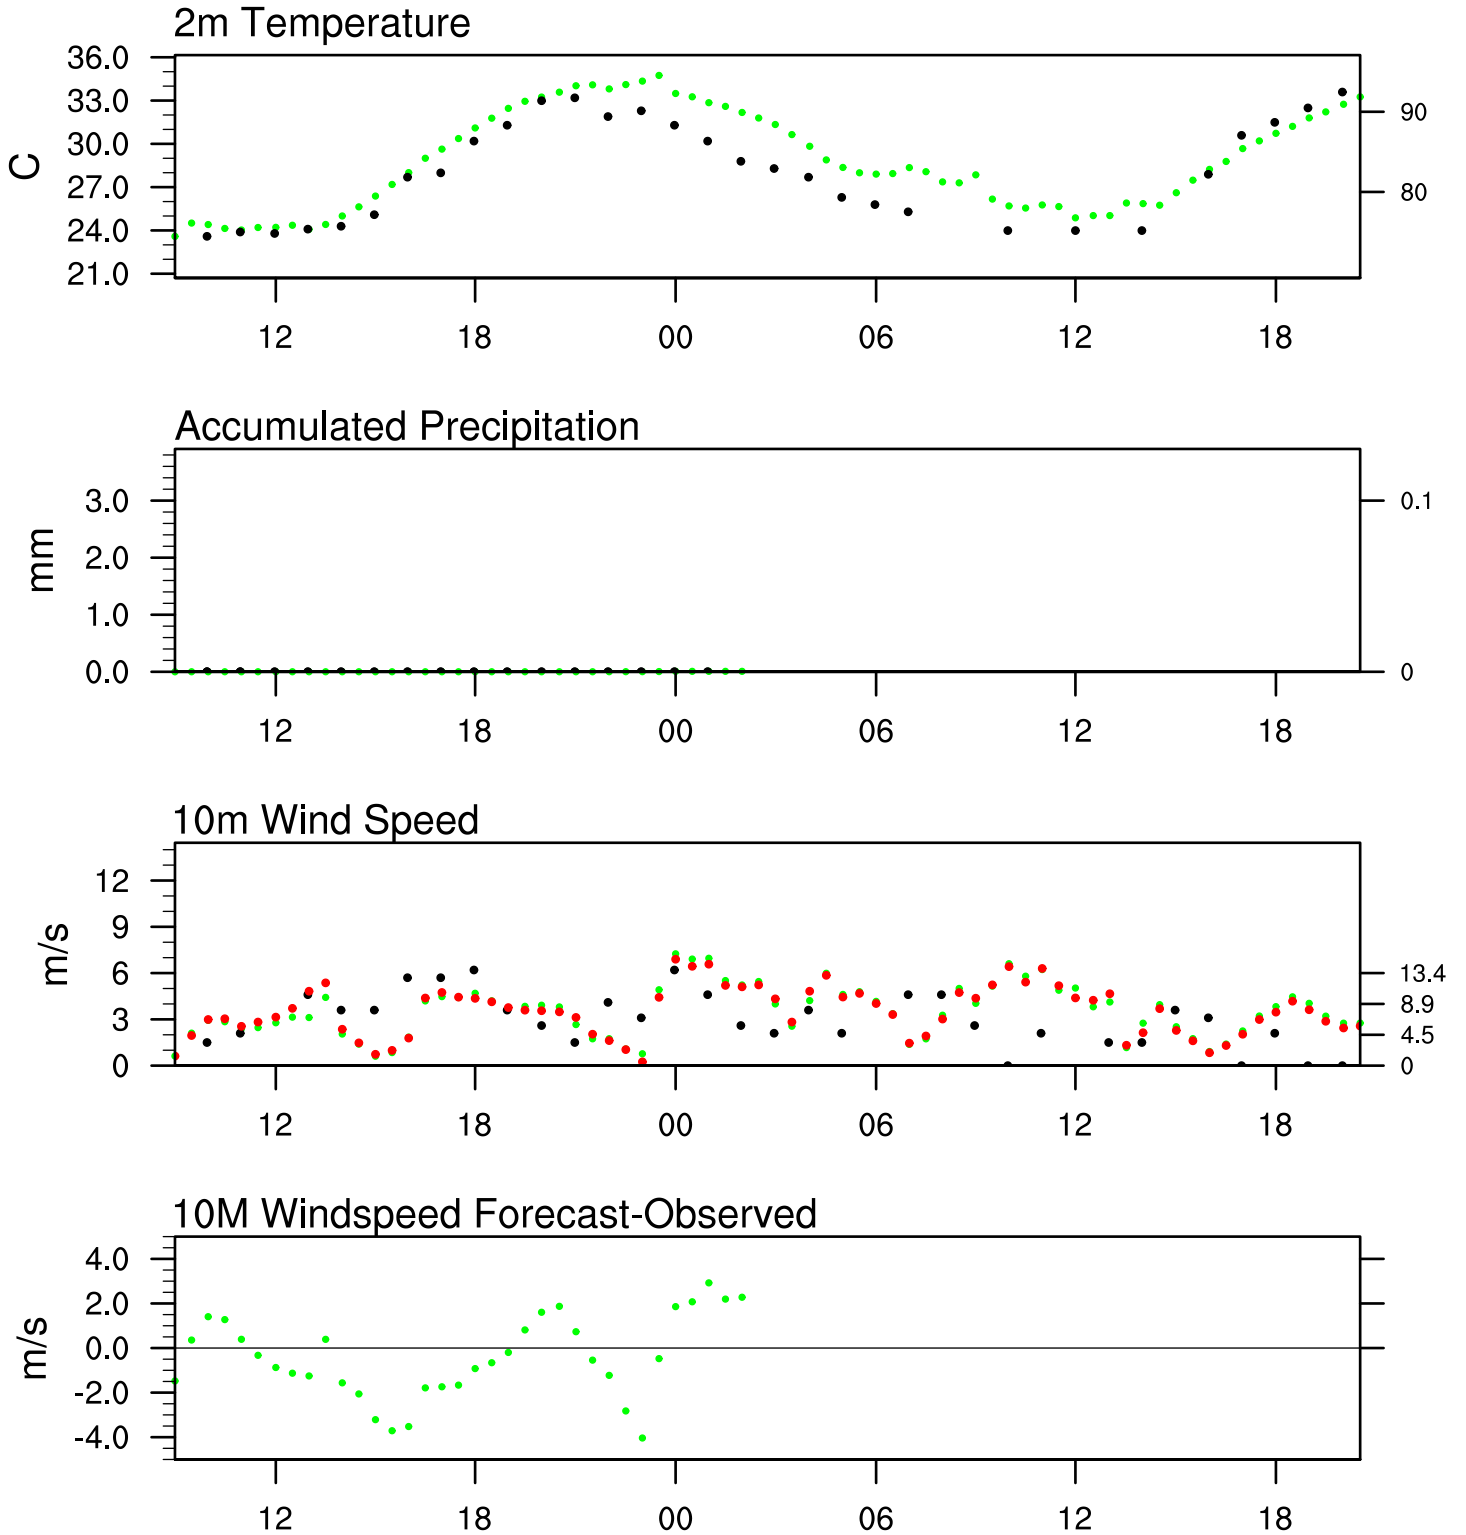 2m Temperature
36.0
33.0
30.0
27.0
24.0
21.0
C
90
80
12 18 00 06 12 18
Accumulated Precipitation
3.0
2.0
1.0
0.0
mm
0.1
0
12 18 00 06 12 18
10m Wind Speed
12
9
6
3
0
m/s
13.4
8.9
4.5
0
12 18 00 06 12 18
10M Windspeed Forecast-Observed
4.0
2.0
0.0
-2.0
-4.0
m/s
12 18 00 06 12 18